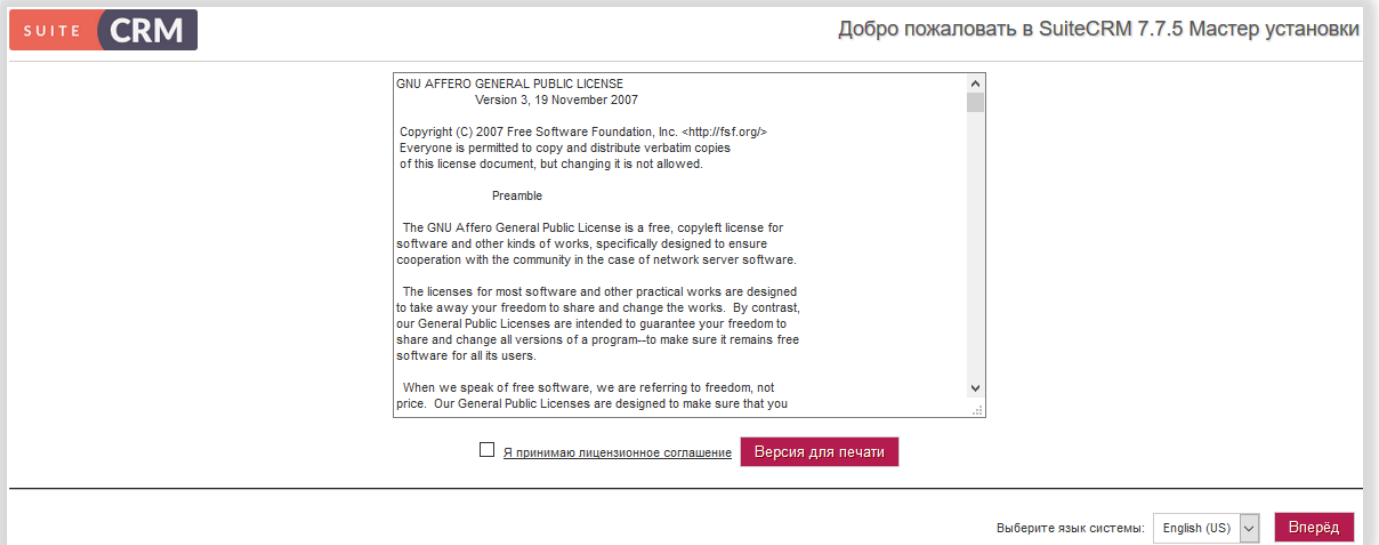 SUITE CRM
Добро пожаловать в SuiteCRM 7.7.5 Мастер установки
GNU AFFERO GENERAL PUBLIC LICENSE
Version 3, 19 November 2007
Copyright (C) 2007 Free Software Foundation, Inc. <http://fsf.org/>
Everyone is permitted to copy and distribute verbatim copies
of this license document, but changing it is not allowed.
Preamble
The GNU Affero General Public License is a free, copyleft license for
software and other kinds of works, specifically designed to ensure
cooperation with the community in the case of network server software.
The licenses for most software and other practical works are designed
to take away your freedom to share and change the works. By contrast,
our General Public Licenses are intended to guarantee your freedom to
share and change all versions of a program--to make sure it remains free
software for all its users.
When we speak of free software, we are referring to freedom, not
price. Our General Public Licenses are designed to make sure that you
Я принимаю лицензионное соглашение Версия для печати
Выберите язык системы: English (US) Вперёд